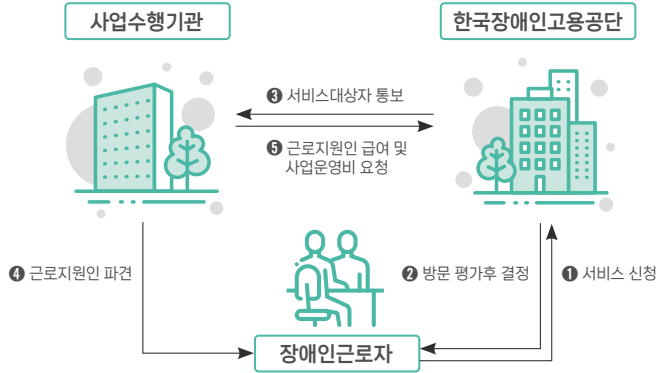 사업수행기관
한국장애인고용공단
❸ 서비스대상자 통보
❺ 근로지원인 급여 및
사업운영비 요청
❹ 근로지원인 파견
❷ 방문 평가후 결정
❶ 서비스 신청
장애인근로자